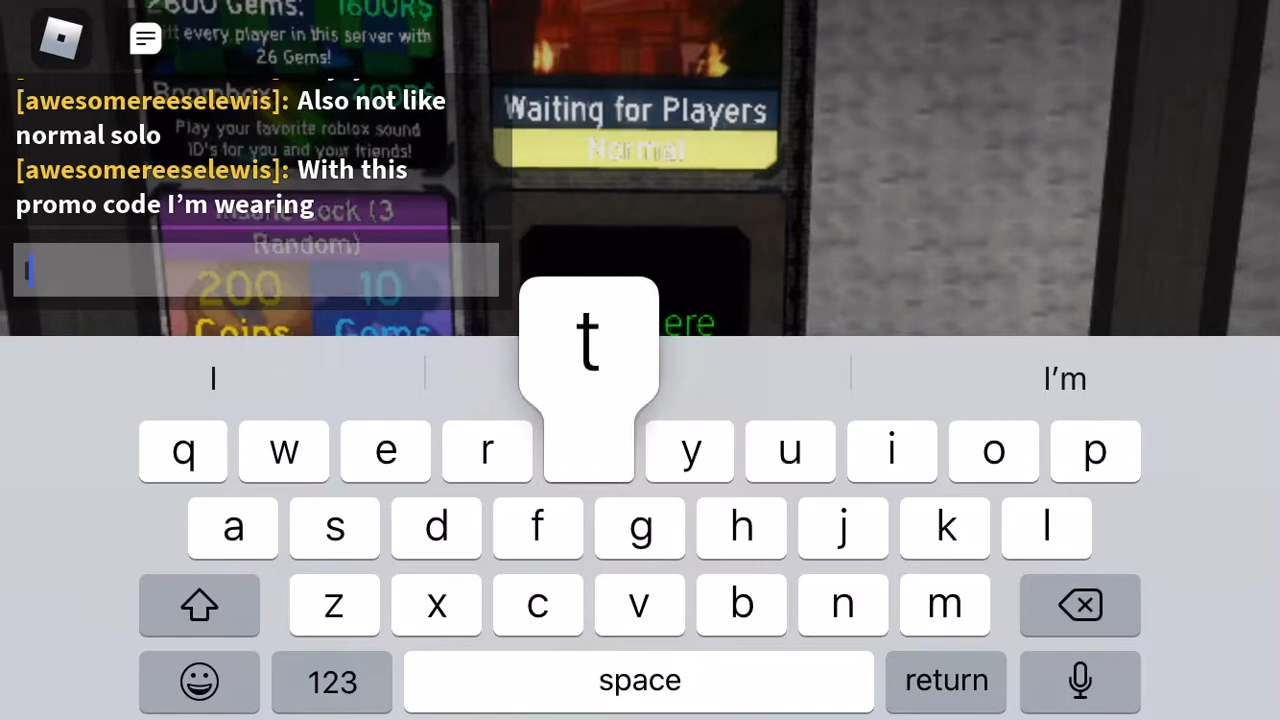 2600 Gems: 1600R$
every player in this server with
26 Gems!
[awesomereeselewis]: Also not like
normal solo
Play your favorite roblox sound
ID's for you and your friends!
[awesomereeselewis]: With this
promo code I'm wearing
(3
Random)
200 10
Coins Gems
Waiting for Players
Normal
ere
I
I
I'm
t
q w e r y u i o p
a s d f g h j k l
z x c v b n m
123 space return